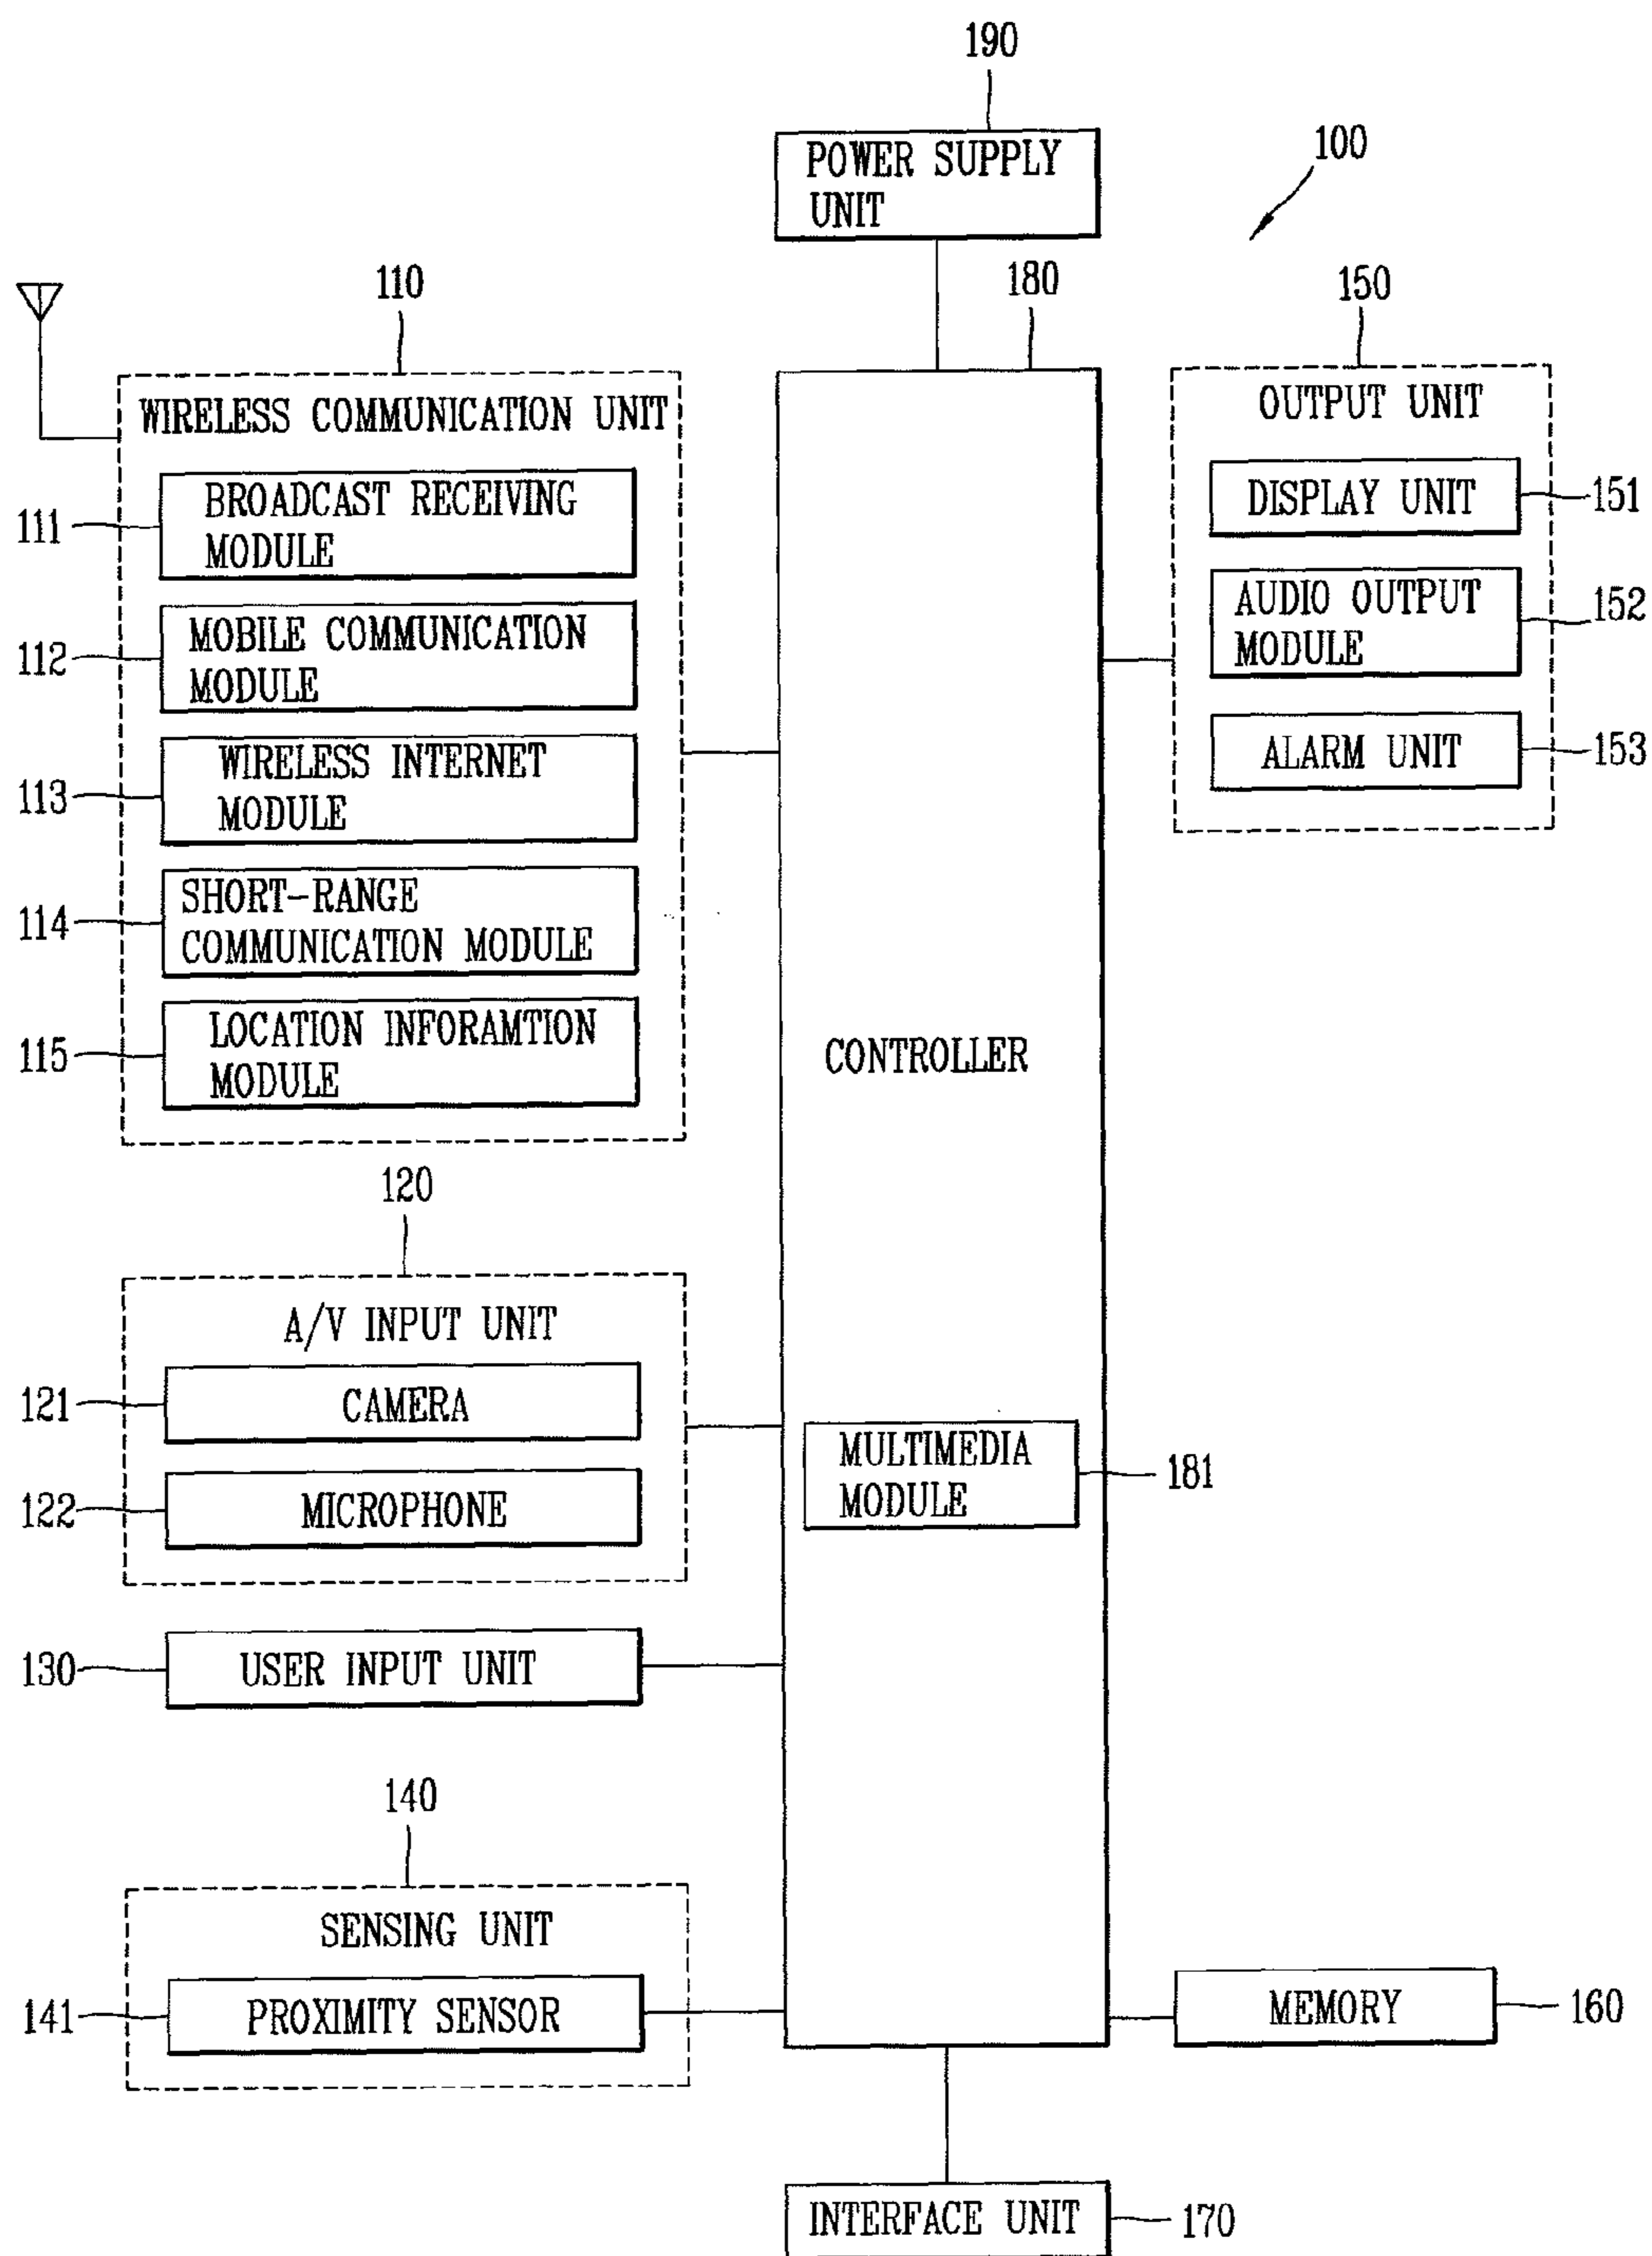 190
POWER SUPPLY
UNIT
100
110
180
150
WIRELESS COMMUNICATION UNIT
111
BROADCAST RECEIVING
MODULE
112
MOBILE COMMUNICATION
MODULE
113
WIRELESS INTERNET
MODULE
114
SHORT-RANGE
COMMUNICATION MODULE
115
LOCATION INFORAMTION
MODULE
OUTPUT UNIT
DISPLAY UNIT
151
AUDIO OUTPUT
MODULE
152
ALARM UNIT
153
CONTROLLER
120
A/V INPUT UNIT
121
CAMERA
122
MICROPHONE
MULTIMEDIA
MODULE
181
130
USER INPUT UNIT
140
SENSING UNIT
141
PROXIMITY SENSOR
MEMORY
160
INTERFACE UNIT
170